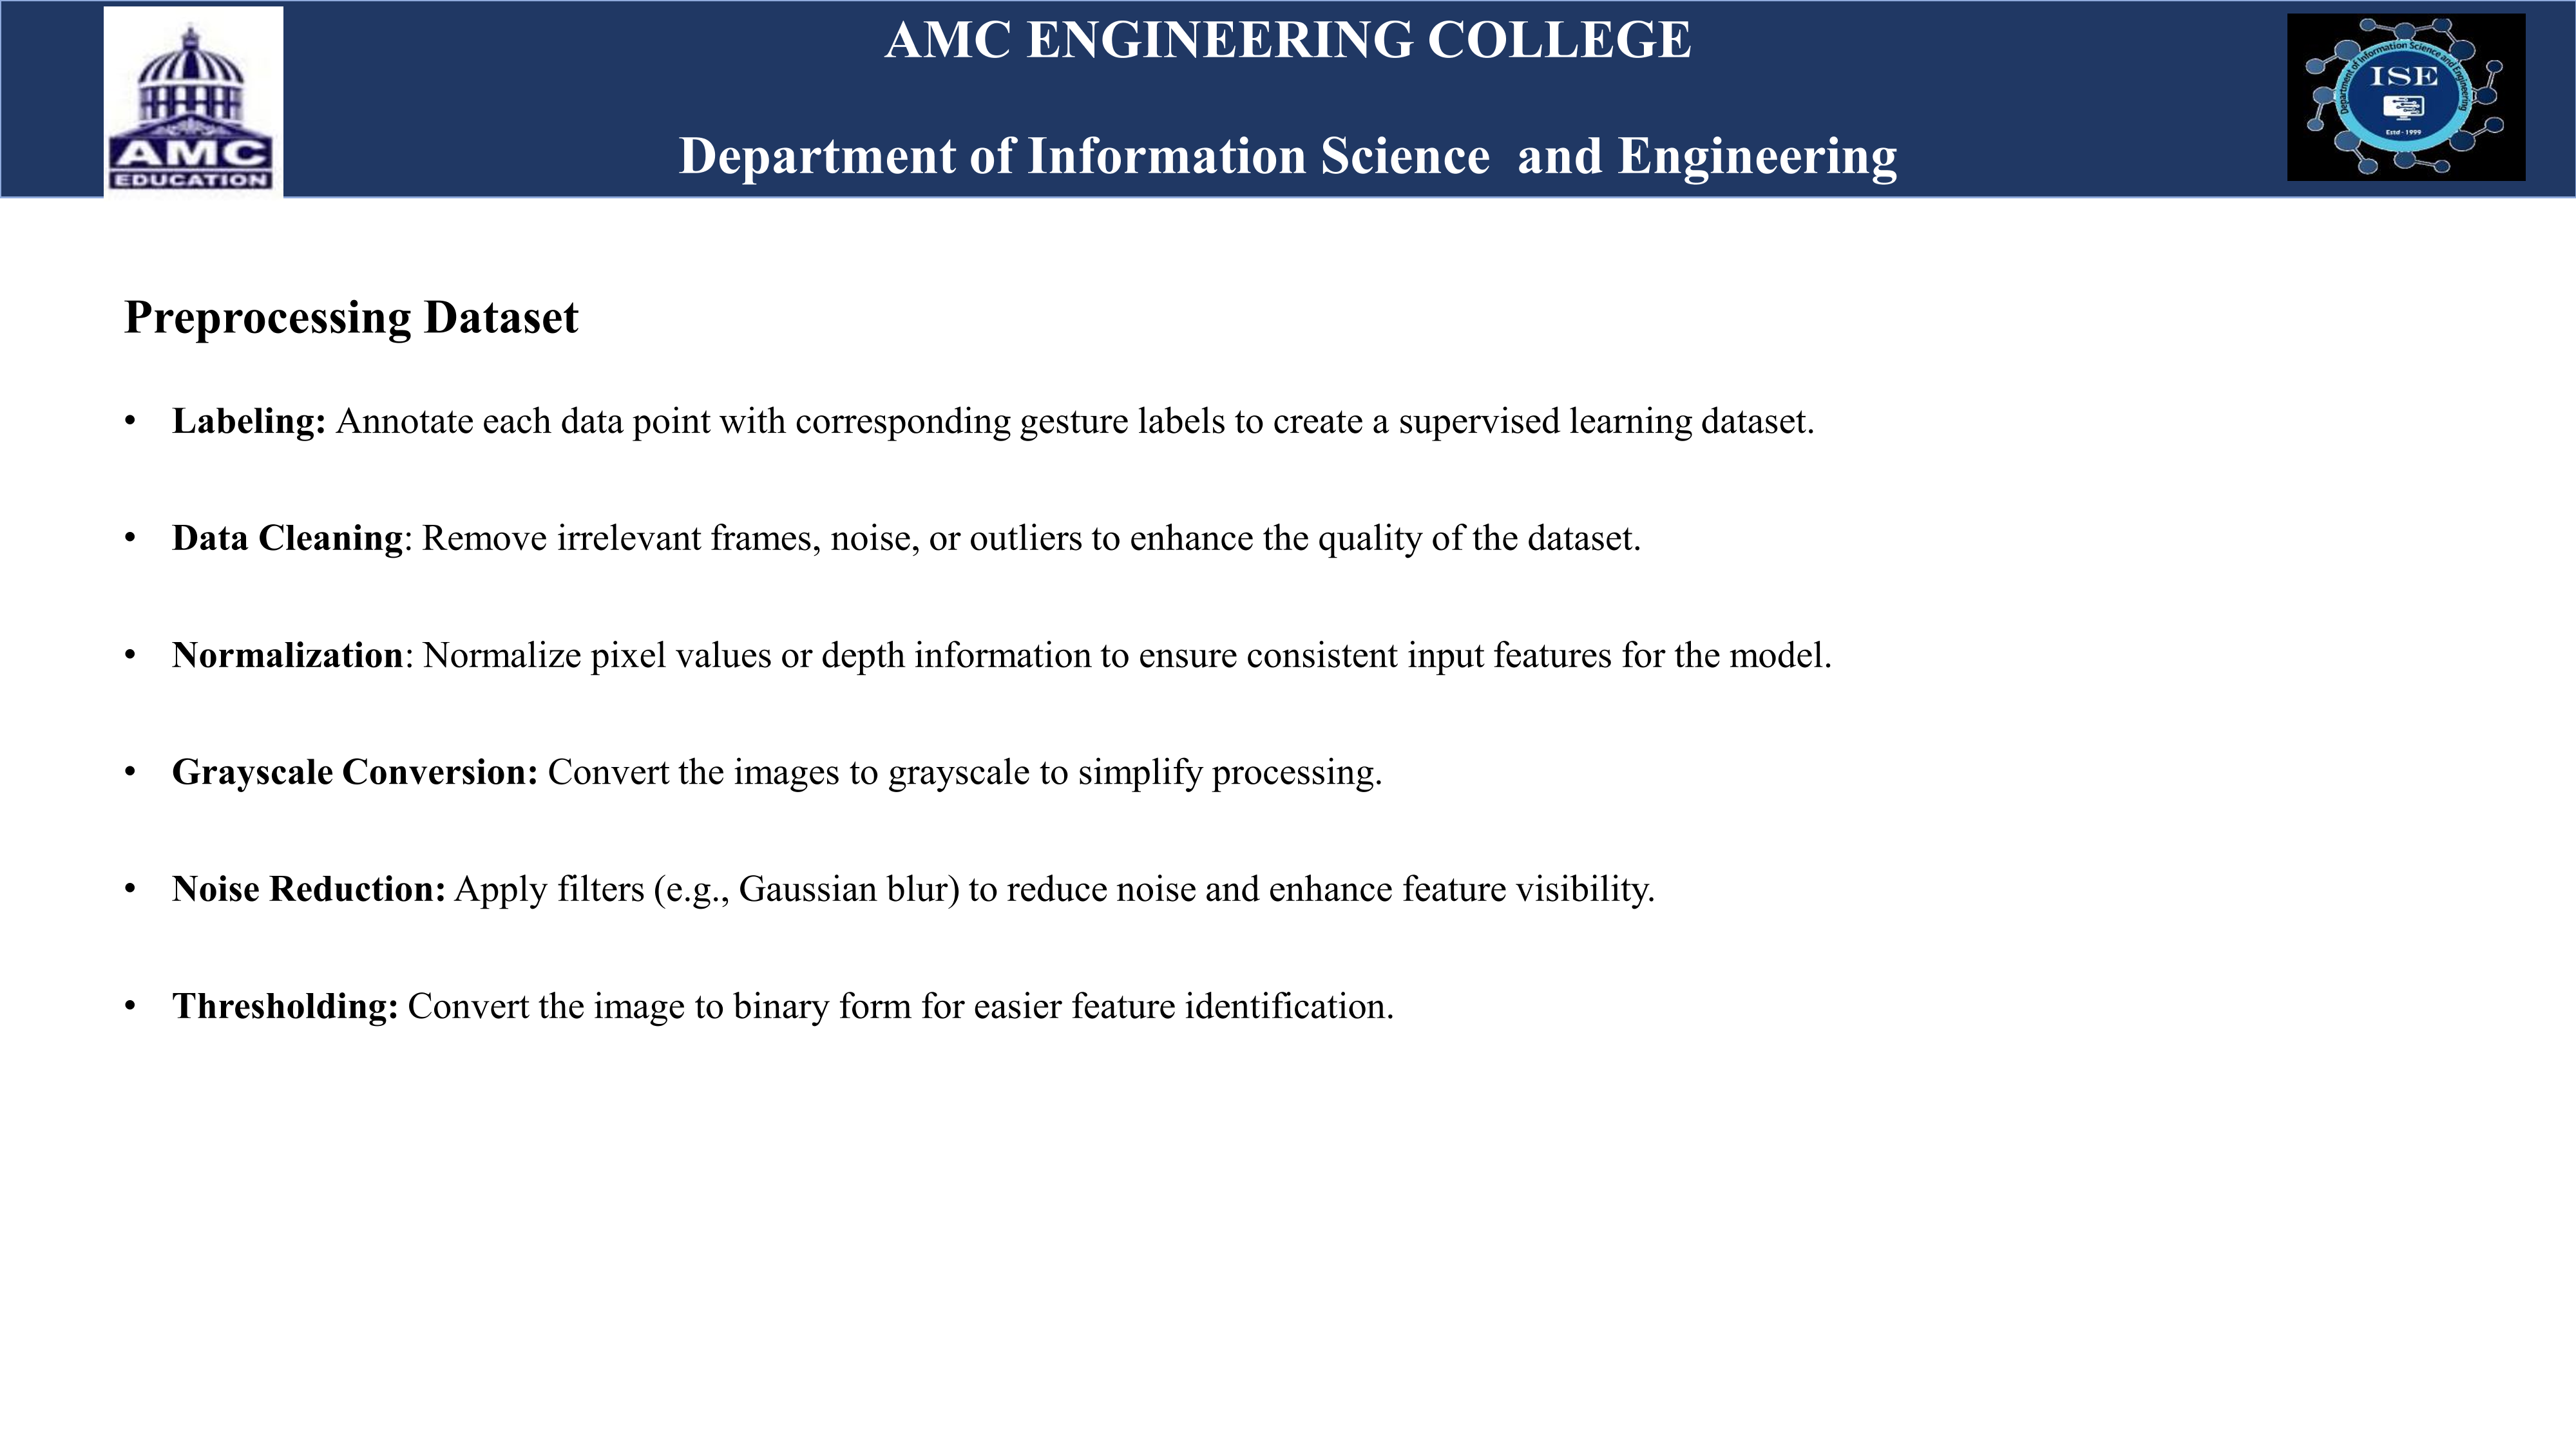 AMC ENGINEERING COLLEGE
Department of Information Science  and Engineering
AMC
EDUCATION
Department of Information Science and Engineering
ISE
Estd - 1999
Preprocessing Dataset
• Labeling: Annotate each data point with corresponding gesture labels to create a supervised learning dataset.
• Data Cleaning: Remove irrelevant frames, noise, or outliers to enhance the quality of the dataset.
• Normalization: Normalize pixel values or depth information to ensure consistent input features for the model.
• Grayscale Conversion: Convert the images to grayscale to simplify processing.
• Noise Reduction: Apply filters (e.g., Gaussian blur) to reduce noise and enhance feature visibility.
• Thresholding: Convert the image to binary form for easier feature identification.